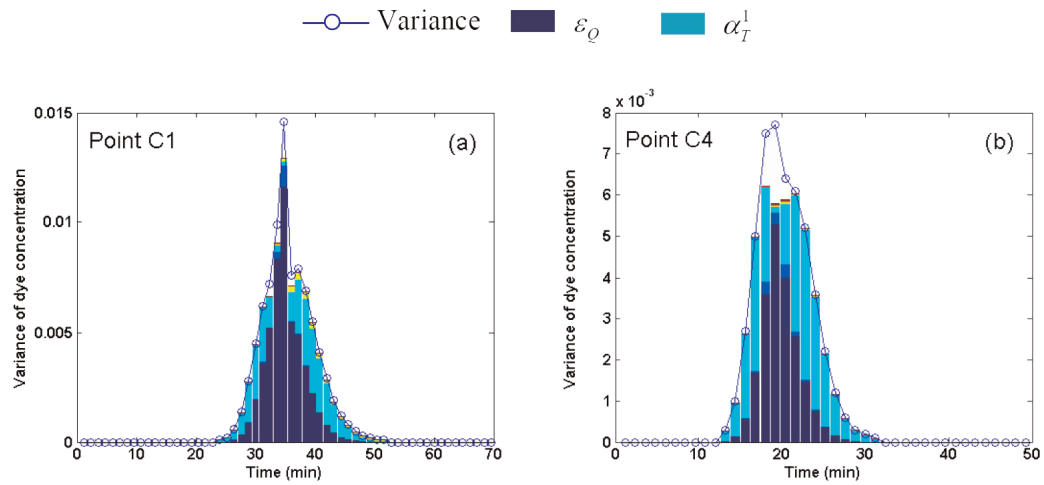 Variance ε_Q α_T^1
Point C1 (a)
Variance of dye concentration
0.015
0.01
0.005
0
0 10 20 30 40 50 60 70
Time (min)
x 10^-3
Point C4 (b)
Variance of dye concentration
8
7
6
5
4
3
2
1
0
0 10 20 30 40 50
Time (min)